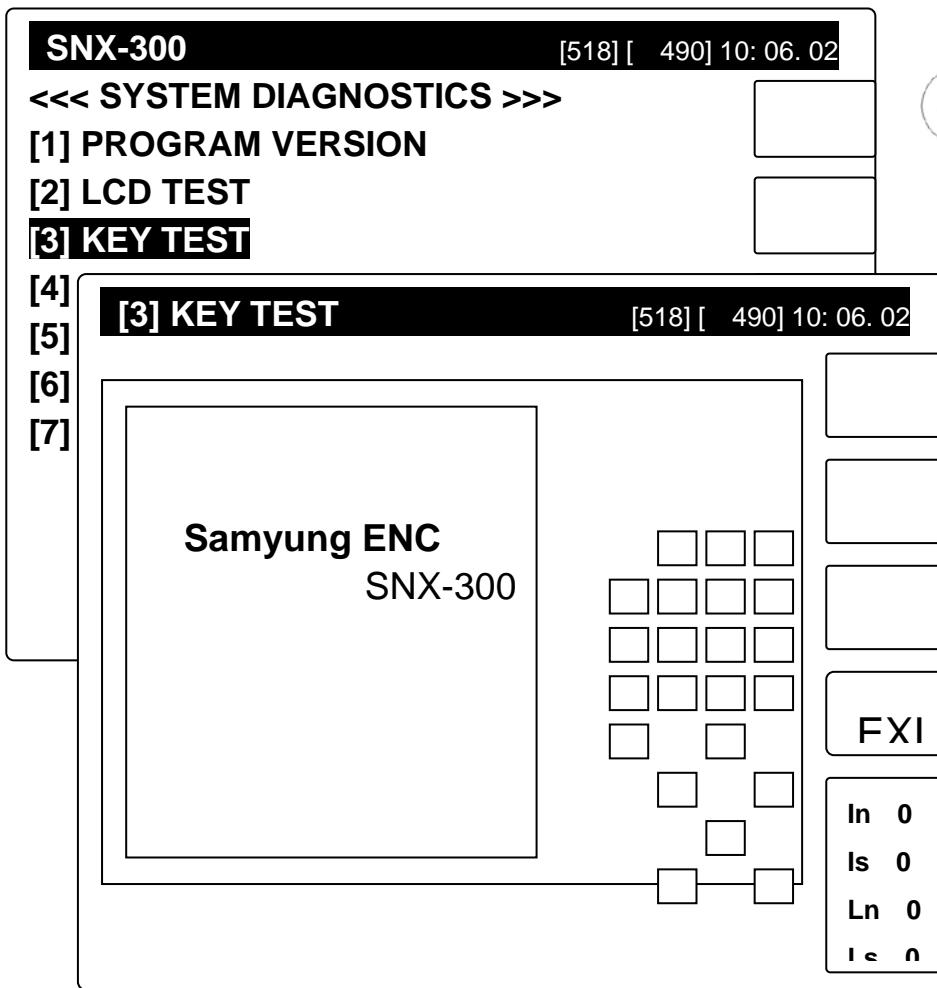 SNX-300 [518] [ 490] 10: 06. 02
<<< SYSTEM DIAGNOSTICS >>>
[1] PROGRAM VERSION
[2] LCD TEST
[3] KEY TEST
[4]
[5]
[6]
[7]
[3] KEY TEST [518] [ 490] 10: 06. 02
Samyung ENC
SNX-300
FXI
In 0
Is 0
Ln 0
Ls 0